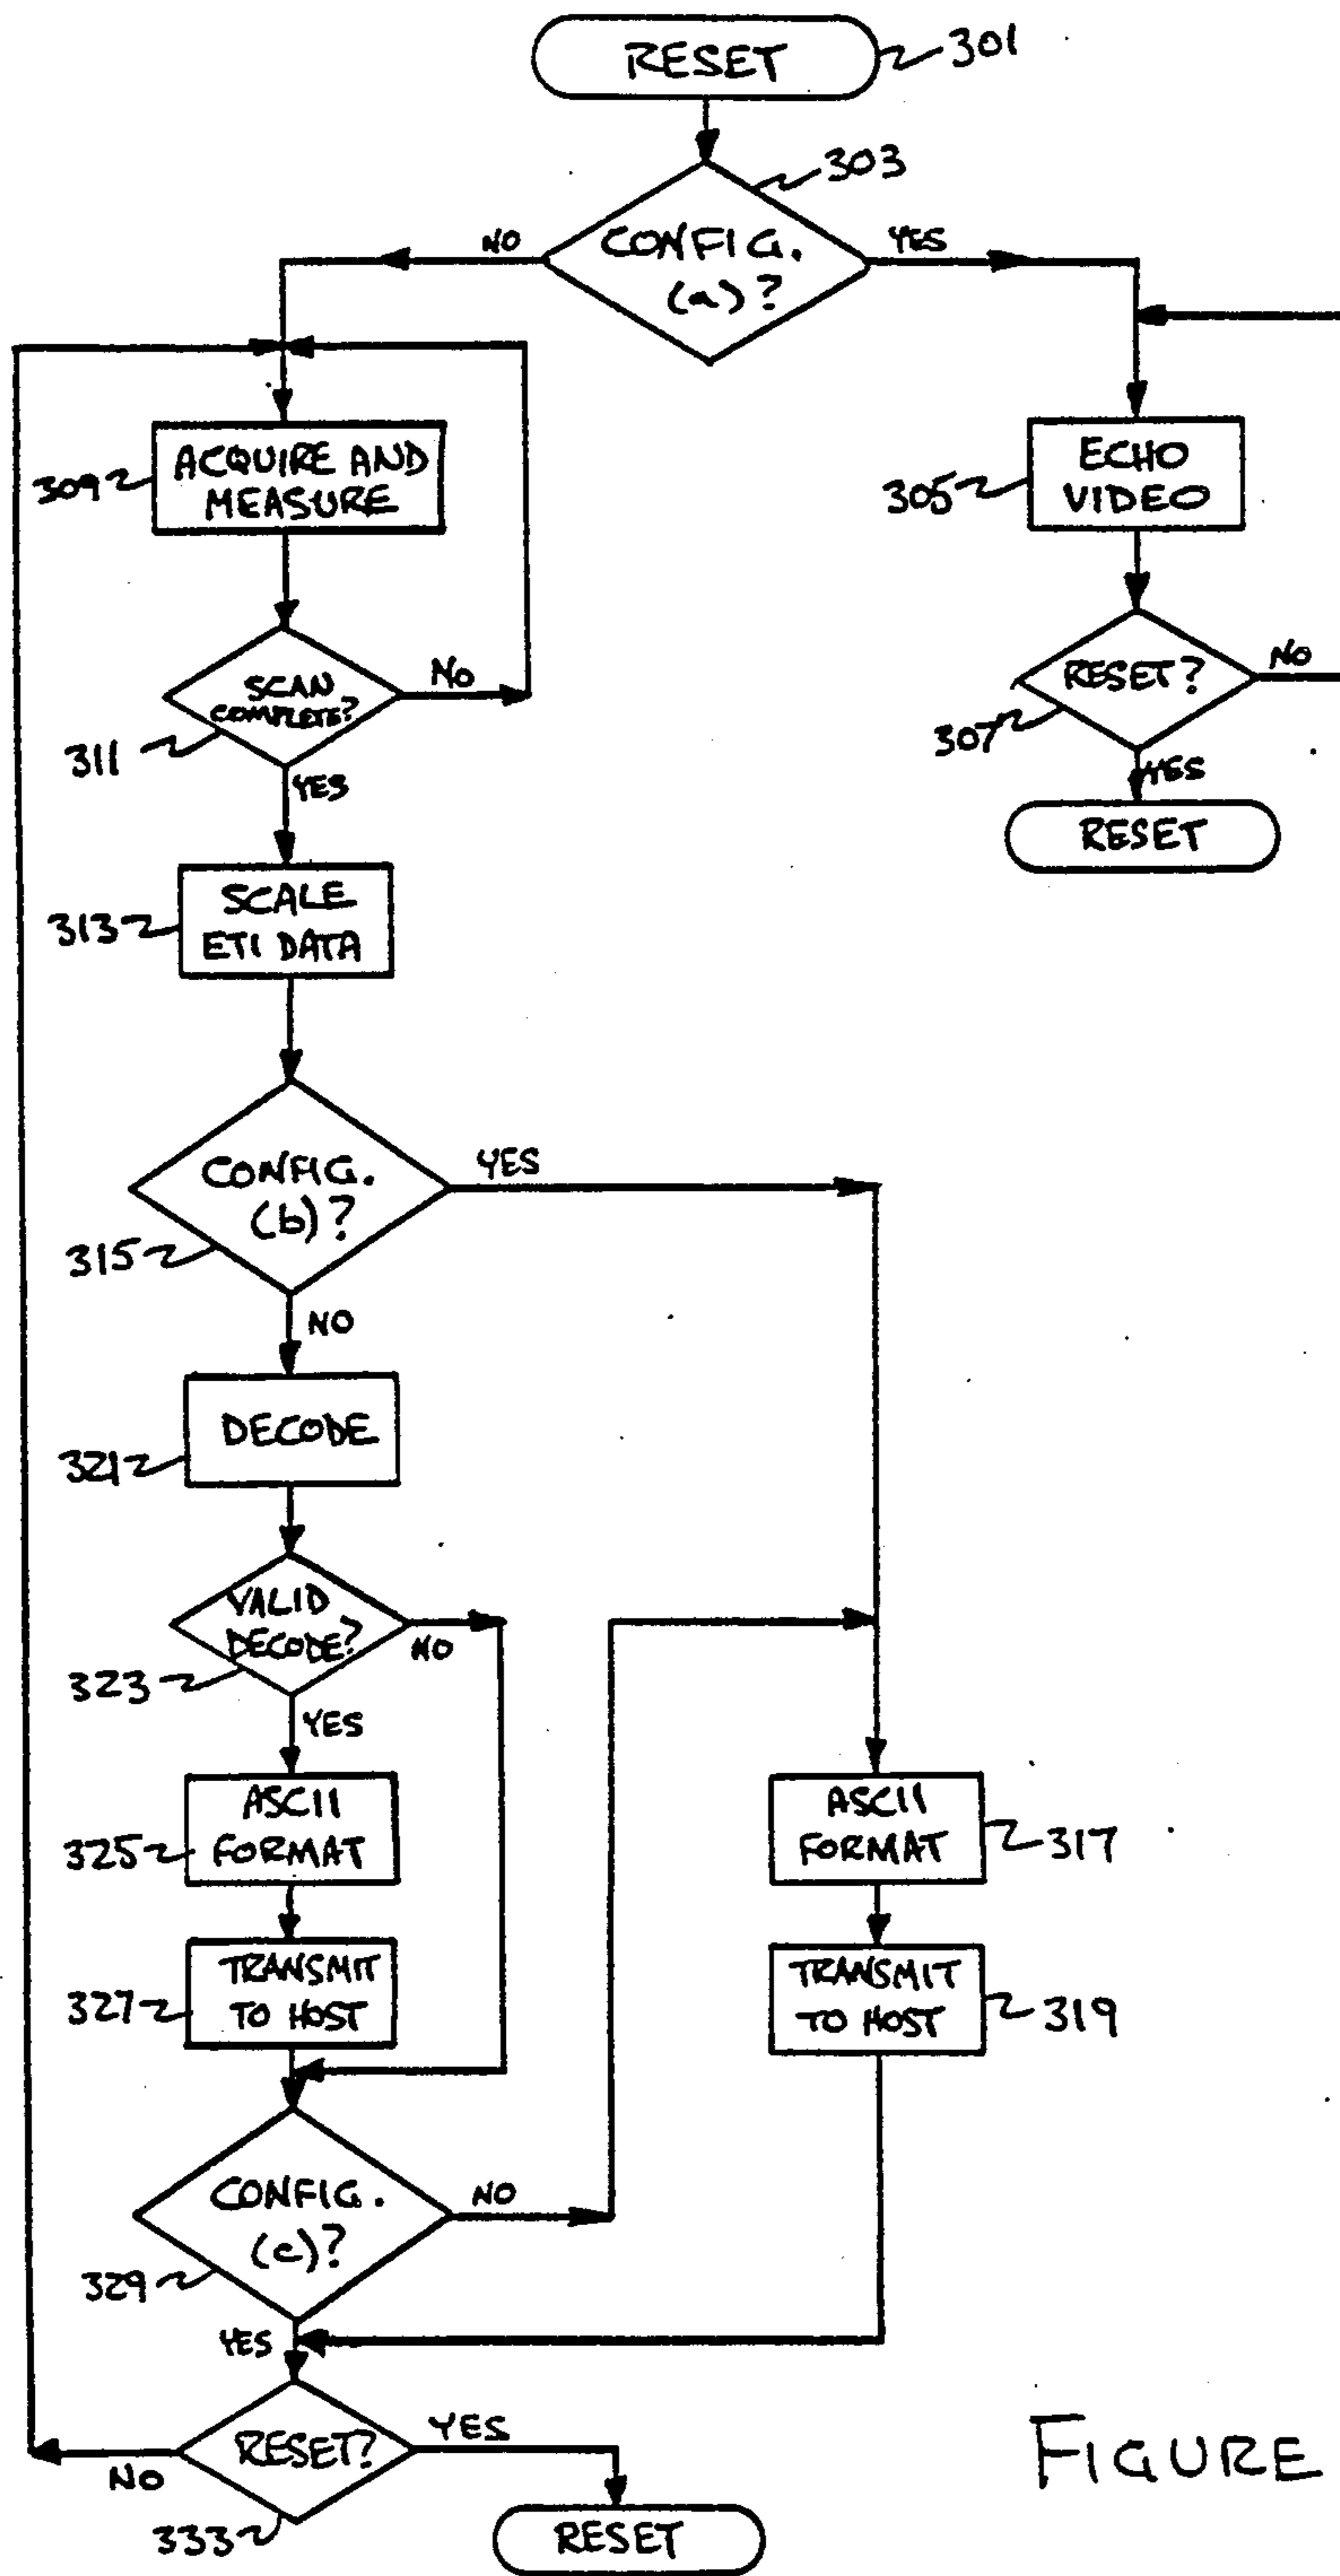 RESET
301
303
CONFIG.
(a)?
NO
YES
309
ACQUIRE AND
MEASURE
305
ECHO
VIDEO
SCAN
COMPLETE?
NO
311
YES
RESET?
NO
307
YES
RESET
313
SCALE
ETI DATA
CONFIG.
(b)?
YES
315
NO
321
DECODE
VALID
DECODE?
NO
323
YES
325
ASCII
FORMAT
ASCII
FORMAT
317
327
TRANSMIT
TO HOST
TRANSMIT
TO HOST
319
CONFIG.
(c)?
NO
329
YES
RESET?
YES
NO
333
RESET
FIGURE